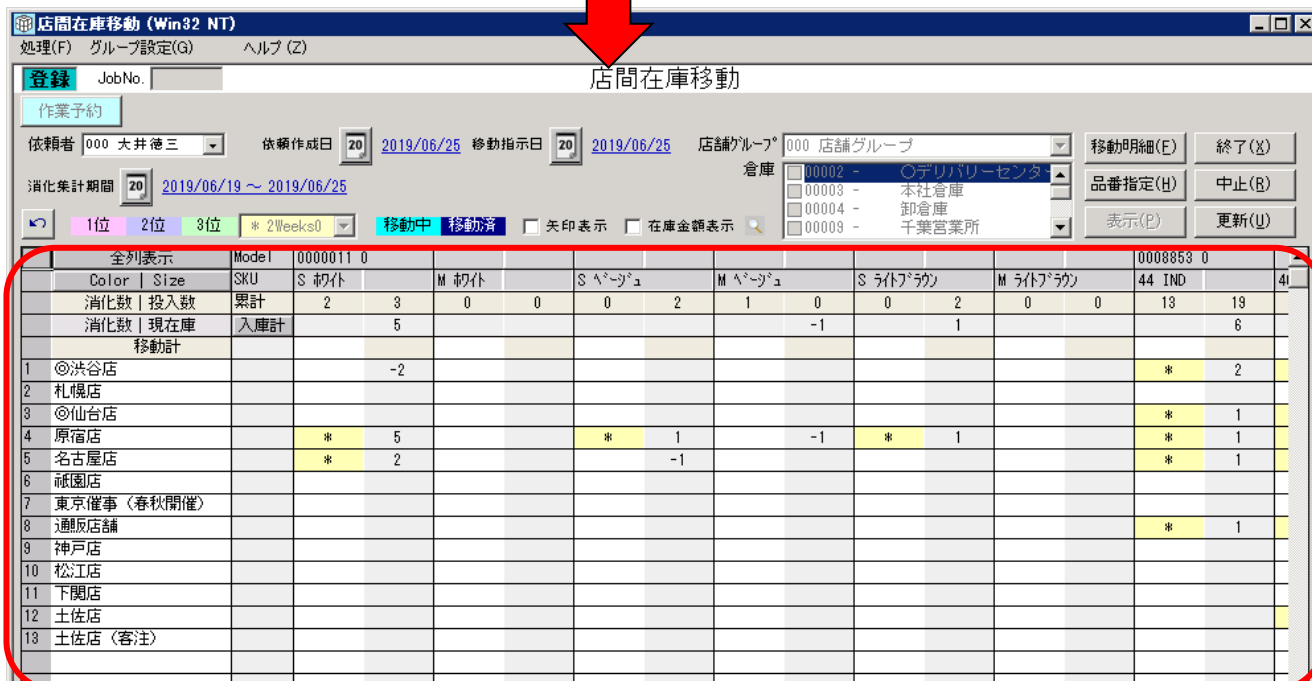 店間在庫移動 (Win32 NT)
処理(F) グループ設定(G) ヘルプ(Z)
登録 JobNo. 店間在庫移動
作業予約
依頼者 000 大井徳三 依頼作成日 20 2019/06/25 移動指示日 20 2019/06/25 店舗ｸﾞﾙｰﾌﾟ 000 店舗グループ 移動明細(E) 終了(X)
消化集計期間 20 2019/06/19 ～ 2019/06/25 倉庫 00002 - 〇デリバリーセンター 品番指定(H) 中止(R)
00003 - 本社倉庫
00004 - 卸倉庫
00009 - 千葉営業所
1位 2位 3位 * 2Weeks0 移動中 移動済 矢印表示 在庫金額表示 表示(P) 更新(U)
全列表示 Model 0000011 0 0008853 0
Color | Size SKU S ﾎﾜｲﾄ M ﾎﾜｲﾄ S ﾍﾞｰｼﾞｭ M ﾍﾞｰｼﾞｭ S ﾗｲﾄﾌﾞﾗｳﾝ M ﾗｲﾄﾌﾞﾗｳﾝ 44 IND
消化数 | 投入数 累計 2 3 0 0 0 2 1 0 0 2 0 0 13 19
消化数 | 現在庫 入庫計 5 -1 1 6
移動計
1 ◎渋谷店 -2 * 2
2 札幌店
3 ◎仙台店 * 1
4 原宿店 * 5 * 1 -1 * 1 * 1
5 名古屋店 * 2 -1 * 1
6 祇園店
7 東京催事（春秋開催）
8 通販店舗 * 1
9 神戸店
10 松江店
11 下関店
12 土佐店
13 土佐店（客注）